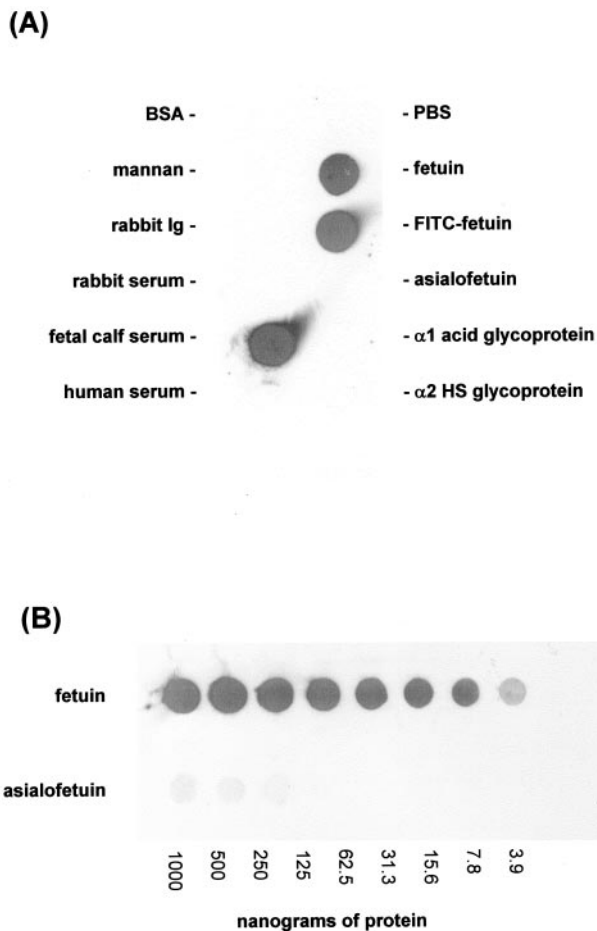 (A)
BSA - - PBS
mannan - - fetuin
rabbit Ig - - FITC-fetuin
rabbit serum - - asialofetuin
fetal calf serum - - α1 acid glycoprotein
human serum - - α2 HS glycoprotein
(B)
fetuin
asialofetuin
1000 500 250 125 62.5 31.3 15.6 7.8 3.9
nanograms of protein